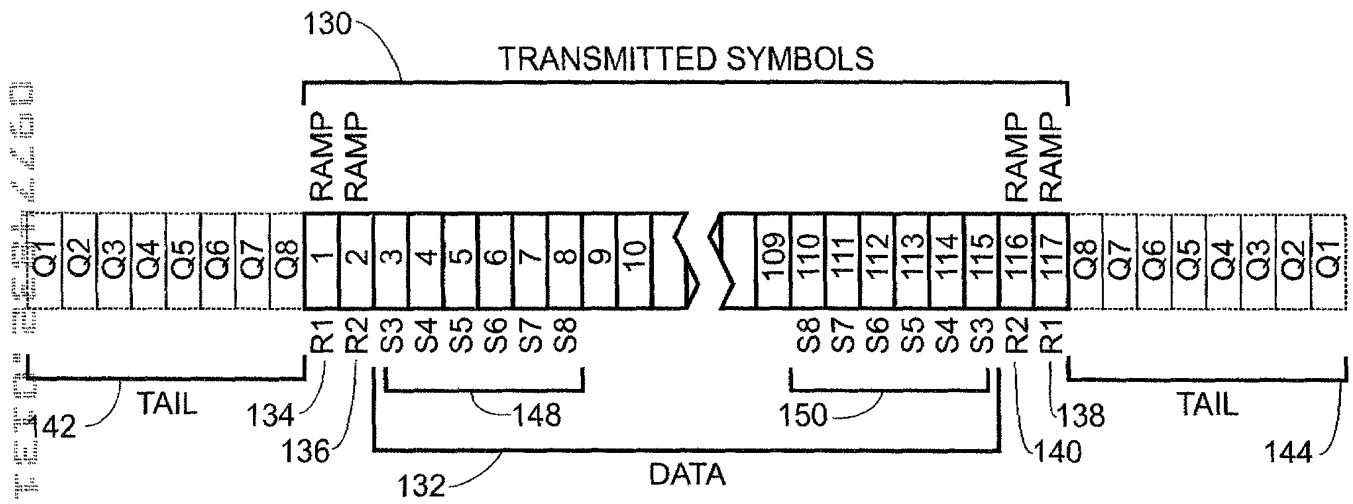 130
TRANSMITTED SYMBOLS
RAMP RAMP RAMP RAMP
Q1 Q2 Q3 Q4 Q5 Q6 Q7 Q8 1 2 3 4 5 6 7 8 9 10 109 110 111 112 113 114 115 116 117 Q8 Q7 Q6 Q5 Q4 Q3 Q2 Q1
R1 R2 S3 S4 S5 S6 S7 S8 S8 S7 S6 S5 S4 S3 R2 R1
142 TAIL 134 148 150 138 TAIL 144
136 140
132 DATA